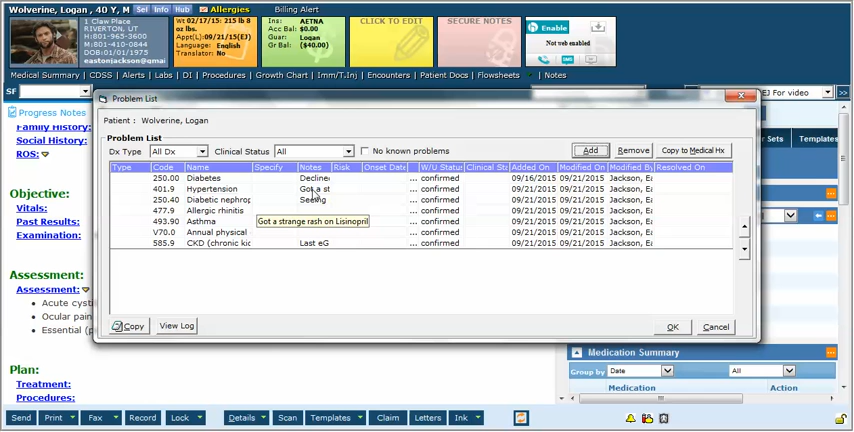 Wolverine, Logan , 40 Y, M Sel Info Hub Allergies Billing Alert
1 Claw Place
RIVERTON, UT
H:801-965-3600
M:801-410-0844
DOB:01/01/1975
eastonjackson@qmai
Wt 02/17/15: 215 lb 8
oz lbs.
Appt(L):09/21/15(EJ)
Language: English
Translator: No
Ins: AETNA
Acc Bal: $0.00
Guar: Logan
Gr Bal: ($40.00)
CLICK TO EDIT
SECURE NOTES
Enable
Not web enabled
Medical Summary | CDSS | Alerts | Labs | DI | Procedures | Growth Chart | Imm/T.Inj | Encounters | Patient Docs | Flowsheets | Notes
SF EJ For video >>
Progress Notes
Family History:
Social History:
ROS:
Objective:
Vitals:
Past Results:
Examination:
Assessment:
Assessment:
Acute cysti
Ocular pain
Essential (p
Plan:
Treatment:
Procedures:
Problem List
Patient : Wolverine, Logan
Problem List
Dx Type All Dx Clinical Status All No known problems Add Remove Copy to Medical Hx
Type Code Name Specify Notes Risk Onset Date W/U Status Clinical Sta Added On Modified On Modified By Resolved On
250.00 Diabetes Decline ... confirmed 09/16/2015 09/21/2015 Jackson, Ea
401.9 Hypertension Got a st ... confirmed 09/21/2015 09/21/2015 Jackson, Ea
250.40 Diabetic nephrop Seeing ... confirmed 09/21/2015 09/21/2015 Jackson, Ea
477.9 Allergic rhinitis ... confirmed 09/21/2015 09/21/2015 Jackson, Ea
493.90 Asthma ... confirmed 09/21/2015 09/21/2015 Jackson, Ea
Got a strange rash on Lisinopril
V70.0 Annual physical ... confirmed 09/21/2015 09/21/2015 Jackson, Ea
585.9 CKD (chronic kic Last eG ... confirmed 09/21/2015 09/21/2015 Jackson, Ea
Copy View Log OK Cancel
er Sets Templates
Medication Summary
Group by Date All
Medication Action
Send Print Fax Record Lock Details Scan Templates Claim Letters Ink